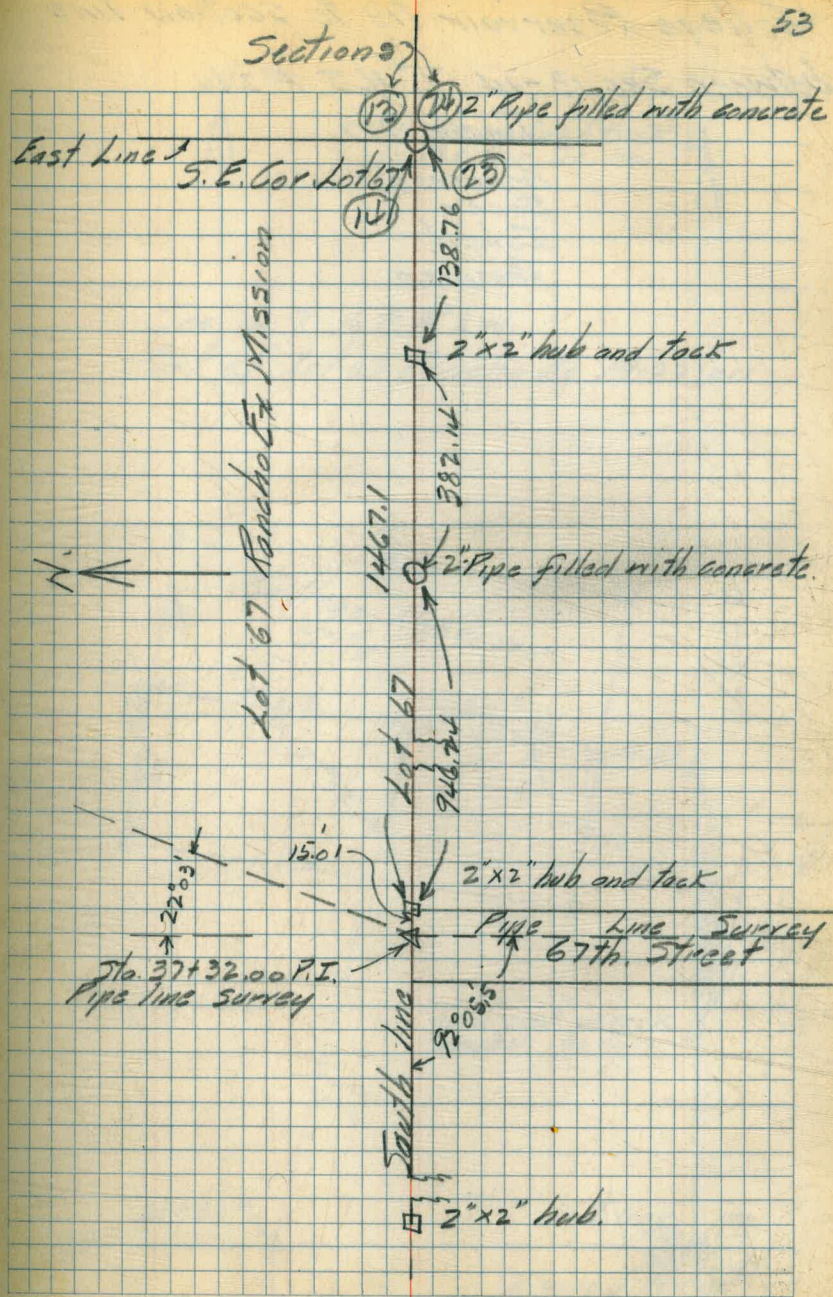 53
Sections
13 24 2" Pipe filled with concrete
East Line
S.E. Cor. Lot 67
14 23
138.76
2"x2" hub and tack
Lot 67 Rancho Ex Mission
382.14
1467.1
N
2" Pipe filled with concrete.
Lot 67
946.24
22°03'
15.01'
2"x2" hub and tack
Pipe Line Survey
67th. Street
Sta. 37+32.00 P.I.
Pipe line Survey
92°05.5'
South line
2"x2" hub.